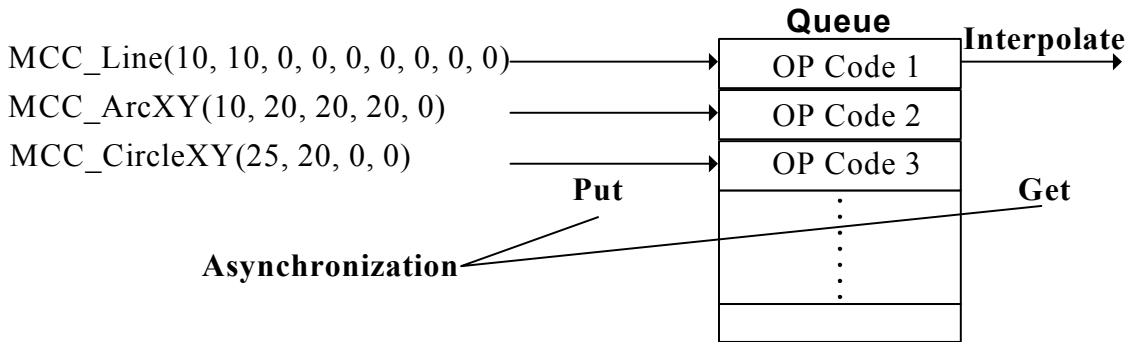 Queue
MCC_Line(10, 10, 0, 0, 0, 0, 0, 0, 0)
OP Code 1
Interpolate
MCC_ArcXY(10, 20, 20, 20, 0)
OP Code 2
MCC_CircleXY(25, 20, 0, 0)
OP Code 3
Put
Get
Asynchronization